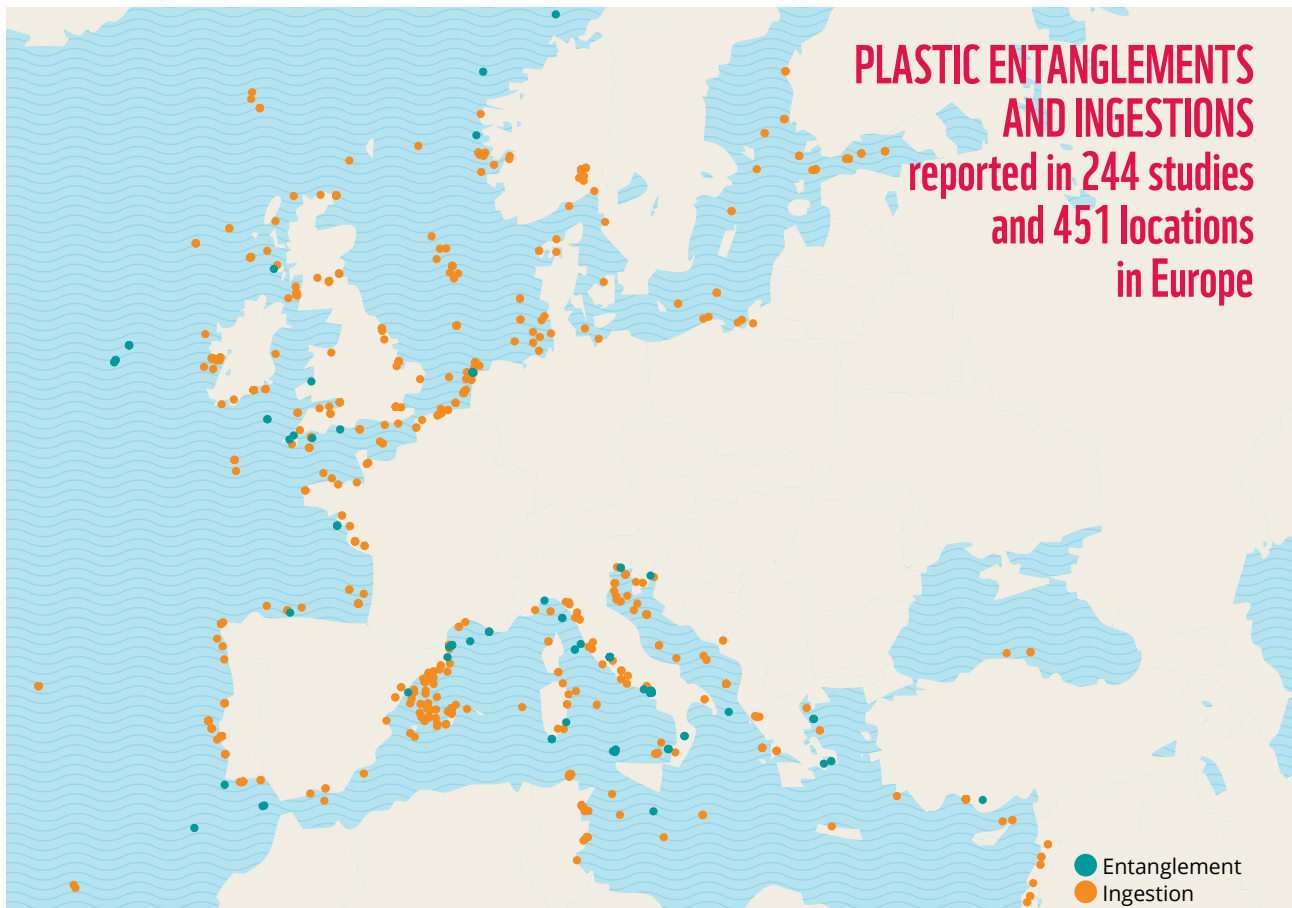 PLASTIC ENTANGLEMENTS
AND INGESTIONS
reported in 244 studies
and 451 locations
in Europe
Entanglement
Ingestion